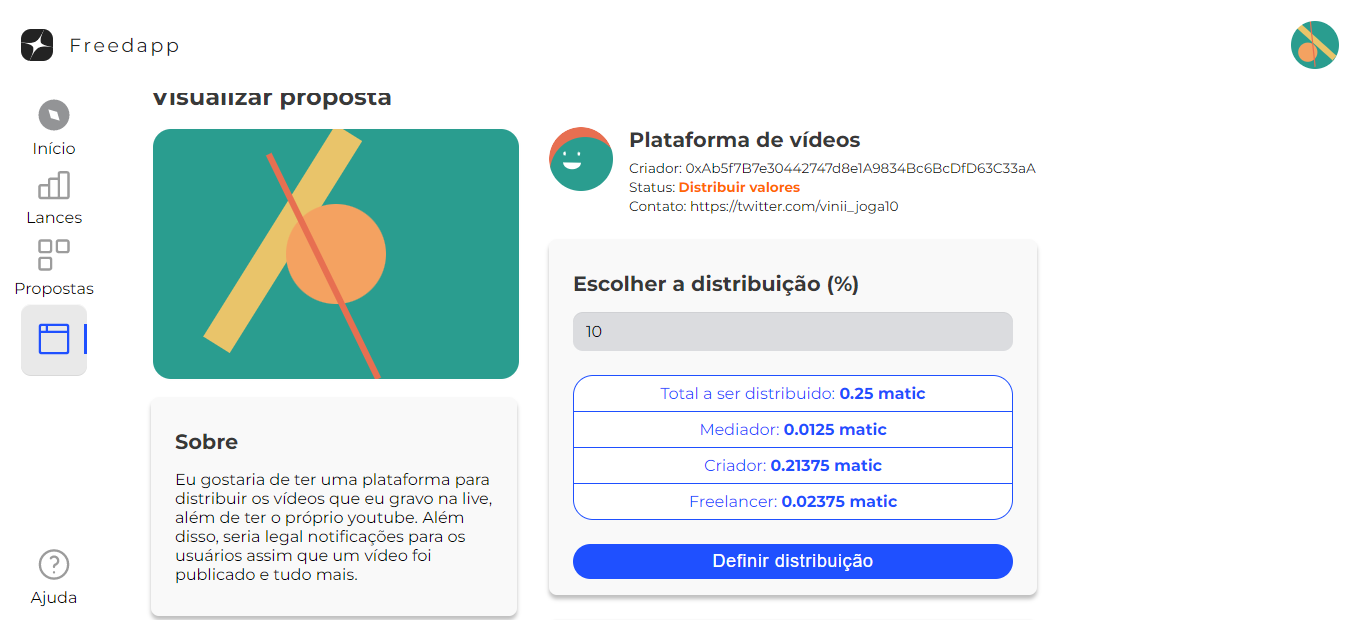 Freedapp
Início
Lances
Propostas
Ajuda
Visualizar proposta
Sobre
Eu gostaria de ter uma plataforma para
distribuir os vídeos que eu gravo na live,
além de ter o próprio youtube. Além
disso, seria legal notificações para os
usuários assim que um vídeo foi
publicado e tudo mais.
Plataforma de vídeos
Criador: 0xAb5f7B7e30442747d8e1A9834Bc6BcDfD63C33aA
Status: Distribuir valores
Contato: https://twitter.com/vinii_joga10
Escolher a distribuição (%)
10
Total a ser distribuido: 0.25 matic
Mediador: 0.0125 matic
Criador: 0.21375 matic
Freelancer: 0.02375 matic
Definir distribuição